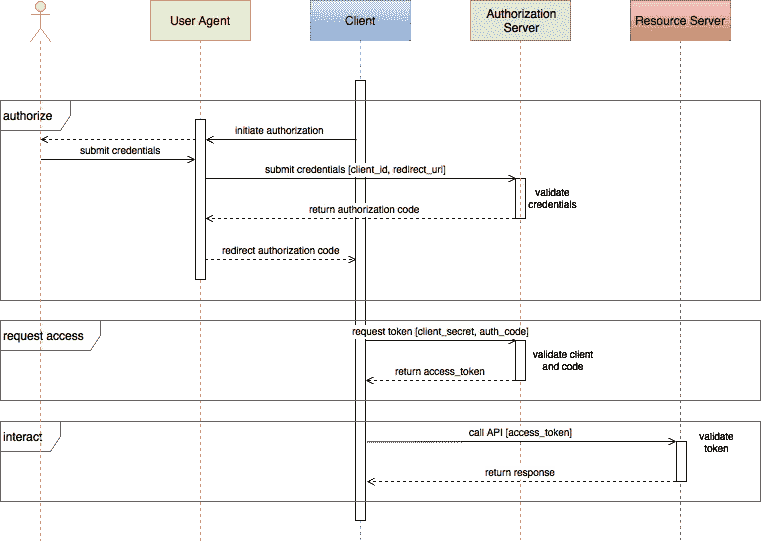 User Agent
Client
Authorization
Server
Resource Server
authorize
initiate authorization
submit credentials
submit credentials [client_id, redirect_uri]
validate
credentials
return authorization code
redirect authorization code
request access
request token [client_secret, auth_code]
validate client
and code
return access_token
interact
call API [access_token]
validate
token
return response